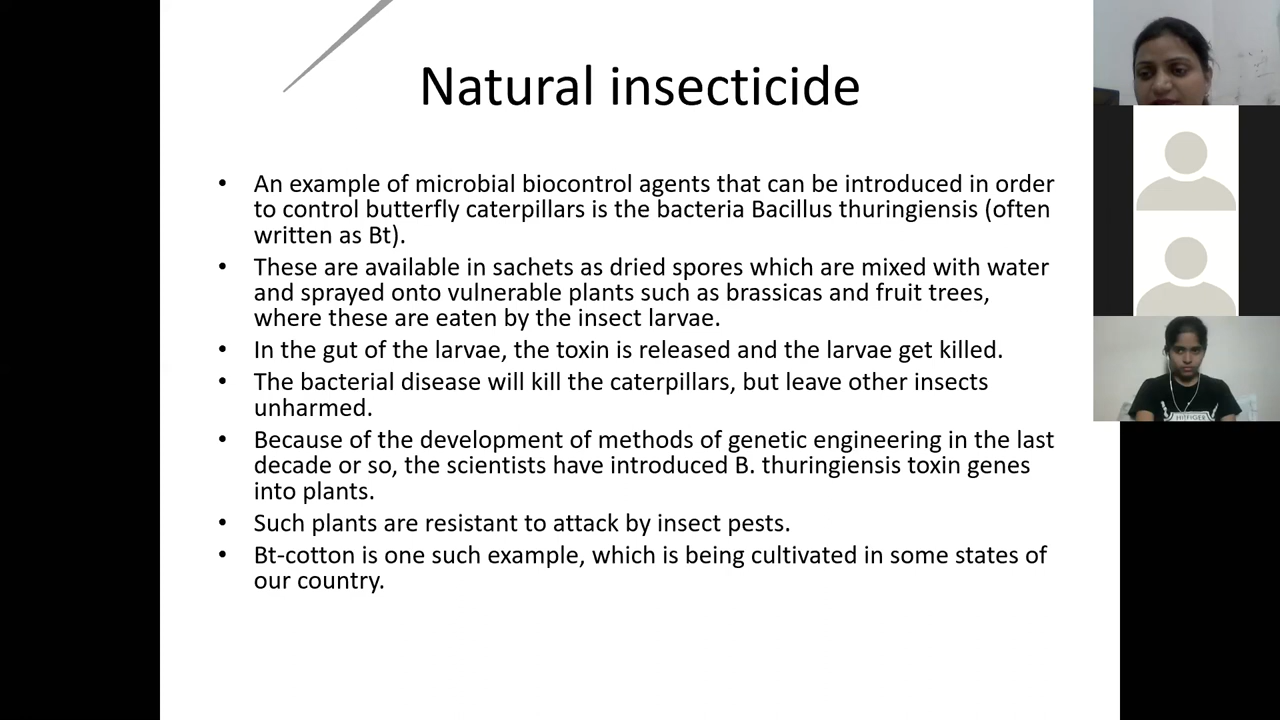 Natural insecticide
• An example of microbial biocontrol agents that can be introduced in order
to control butterfly caterpillars is the bacteria Bacillus thuringiensis (often
written as Bt).
• These are available in sachets as dried spores which are mixed with water
and sprayed onto vulnerable plants such as brassicas and fruit trees,
where these are eaten by the insect larvae.
• In the gut of the larvae, the toxin is released and the larvae get killed.
• The bacterial disease will kill the caterpillars, but leave other insects
unharmed.
• Because of the development of methods of genetic engineering in the last
decade or so, the scientists have introduced B. thuringiensis toxin genes
into plants.
• Such plants are resistant to attack by insect pests.
• Bt-cotton is one such example, which is being cultivated in some states of
our country.